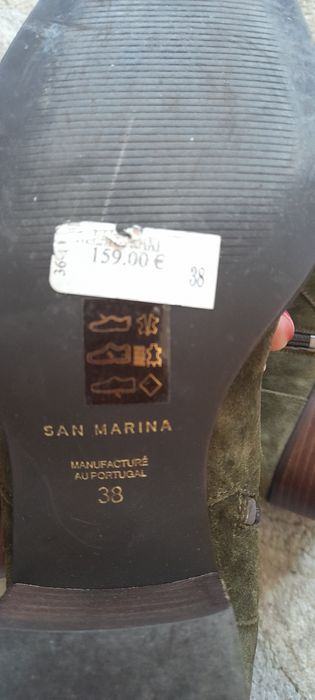 159.00 €
38
SAN MARINA
MANUFACTURÉ
AU PORTUGAL
38